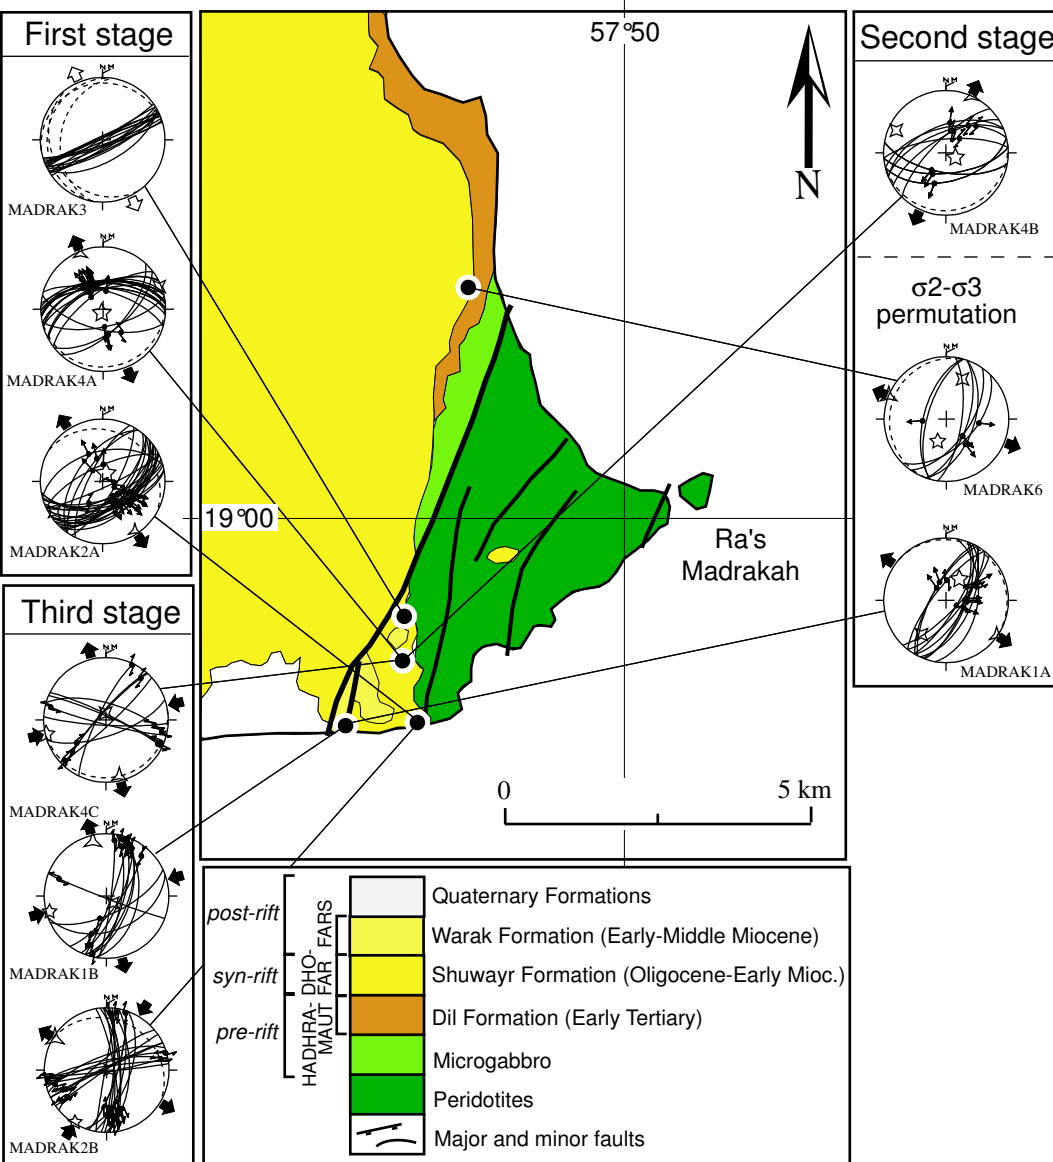 First stage
N M
MADRAK3
N M
MADRAK4A
N M
MADRAK2A
Third stage
N M
MADRAK4C
N M
MADRAK1B
N M
MADRAK2B
57°50
N
19°00
Ra's
Madrakah
0
5 km
Second stage
N M
MADRAK4B
σ2-σ3
permutation
N M
MADRAK6
N M
MADRAK1A
post-rift
syn-rift
pre-rift
FARS
DHO-
FAR
HADHRA-
MAUT
Quaternary Formations
Warak Formation (Early-Middle Miocene)
Shuwayr Formation (Oligocene-Early Mioc.)
Dil Formation (Early Tertiary)
Microgabbro
Peridotites
Major and minor faults